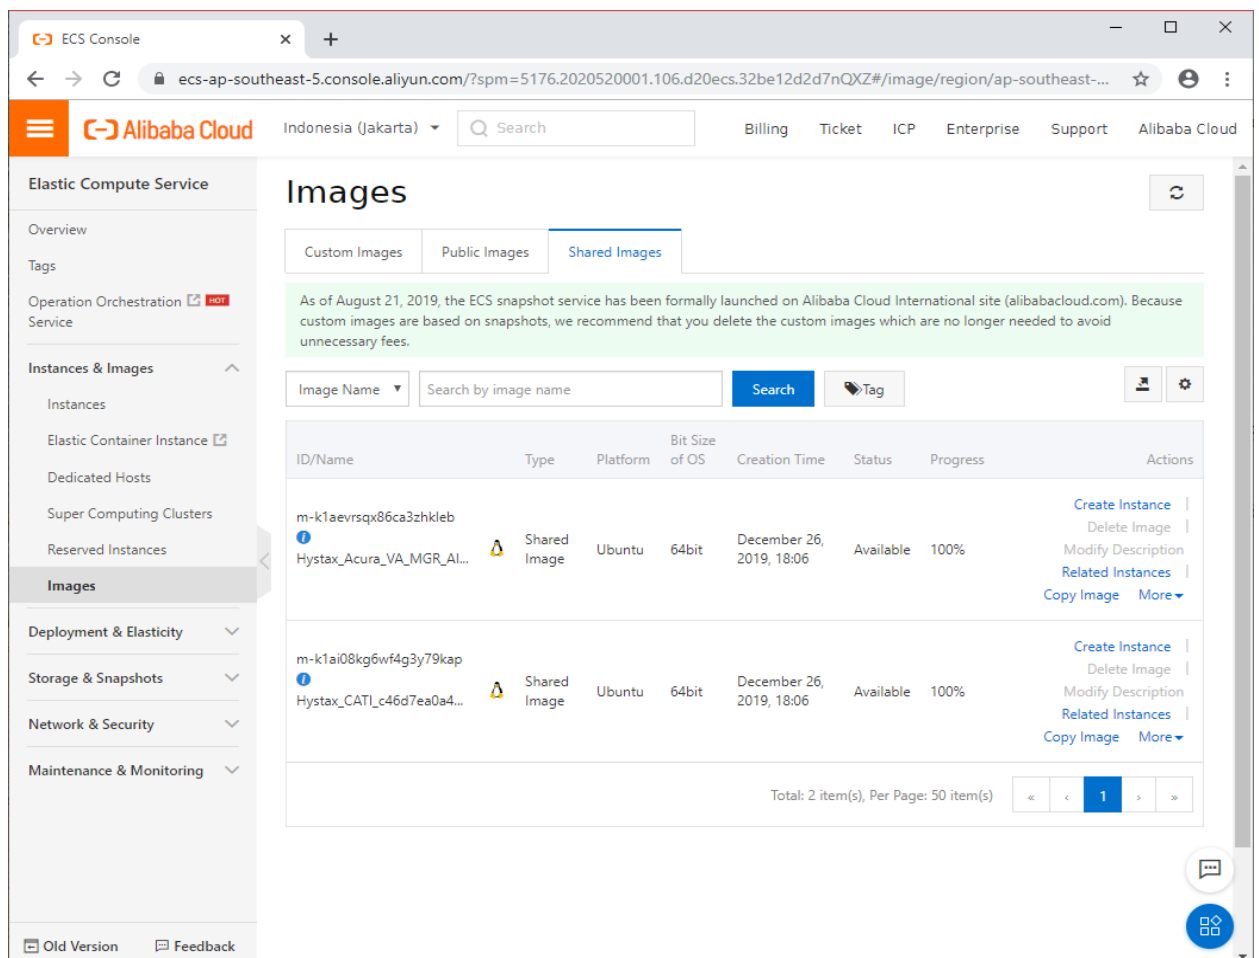 ECS Console
ecs-ap-southeast-5.console.aliyun.com/?spm=5176.2020520001.106.d20ecs.32be12d2d7nQXZ#/image/region/ap-southeast-...
Alibaba Cloud
Indonesia (Jakarta)
Search
Billing
Ticket
ICP
Enterprise
Support
Alibaba Cloud
Elastic Compute Service
Overview
Tags
Operation Orchestration HOT
Service
Instances & Images
Instances
Elastic Container Instance
Dedicated Hosts
Super Computing Clusters
Reserved Instances
Images
Deployment & Elasticity
Storage & Snapshots
Network & Security
Maintenance & Monitoring
Old Version
Feedback
Images
Custom Images
Public Images
Shared Images
As of August 21, 2019, the ECS snapshot service has been formally launched on Alibaba Cloud International site (alibabacloud.com). Because
custom images are based on snapshots, we recommend that you delete the custom images which are no longer needed to avoid
unnecessary fees.
Image Name
Search by image name
Search
Tag
ID/Name
Type
Platform
Bit Size
of OS
Creation Time
Status
Progress
Actions
m-k1aevrsqx86ca3zhkleb
Hystax_Acura_VA_MGR_Al...
Shared
Image
Ubuntu
64bit
December 26,
2019, 18:06
Available
100%
Create Instance
Delete Image
Modify Description
Related Instances
Copy Image More
m-k1ai08kg6wf4g3y79kap
Hystax_CATI_c46d7ea0a4...
Shared
Image
Ubuntu
64bit
December 26,
2019, 18:06
Available
100%
Create Instance
Delete Image
Modify Description
Related Instances
Copy Image More
Total: 2 item(s), Per Page: 50 item(s)
« ‹ 1 › »